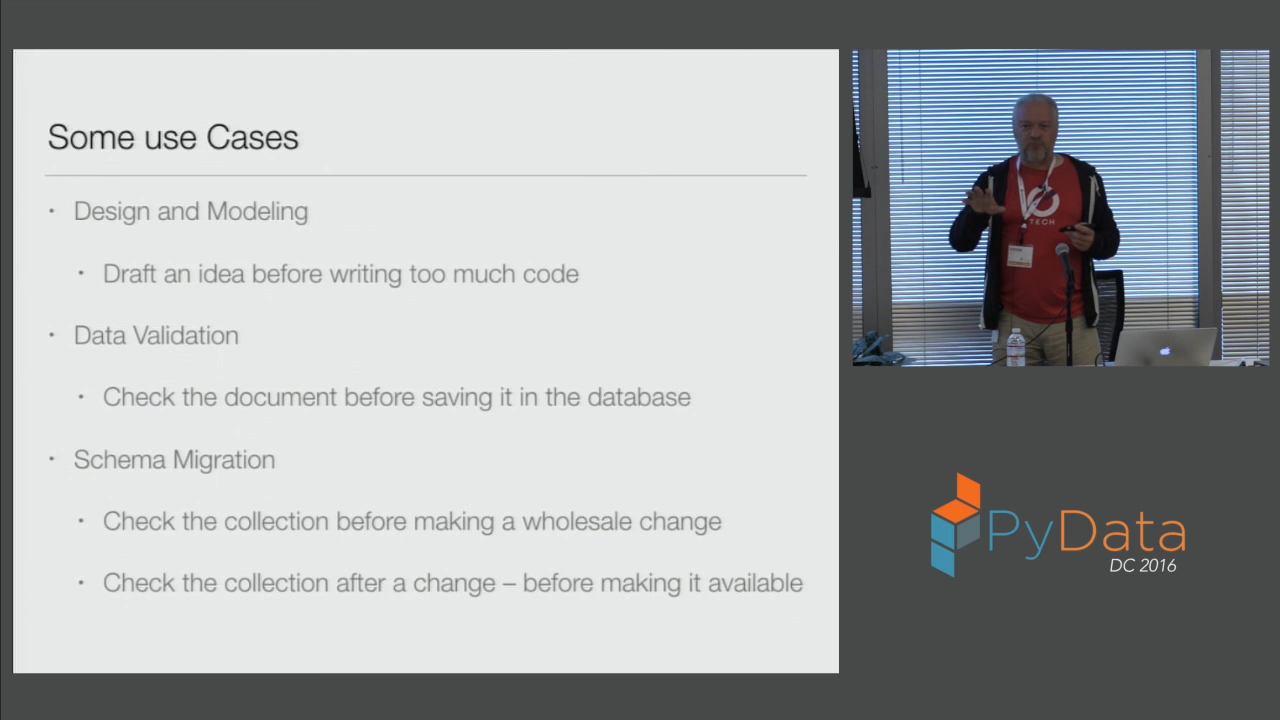 Some use Cases
• Design and Modeling
• Draft an idea before writing too much code
• Data Validation
• Check the document before saving it in the database
• Schema Migration
• Check the collection before making a wholesale change
• Check the collection after a change – before making it available
TECH
PyData
DC 2016